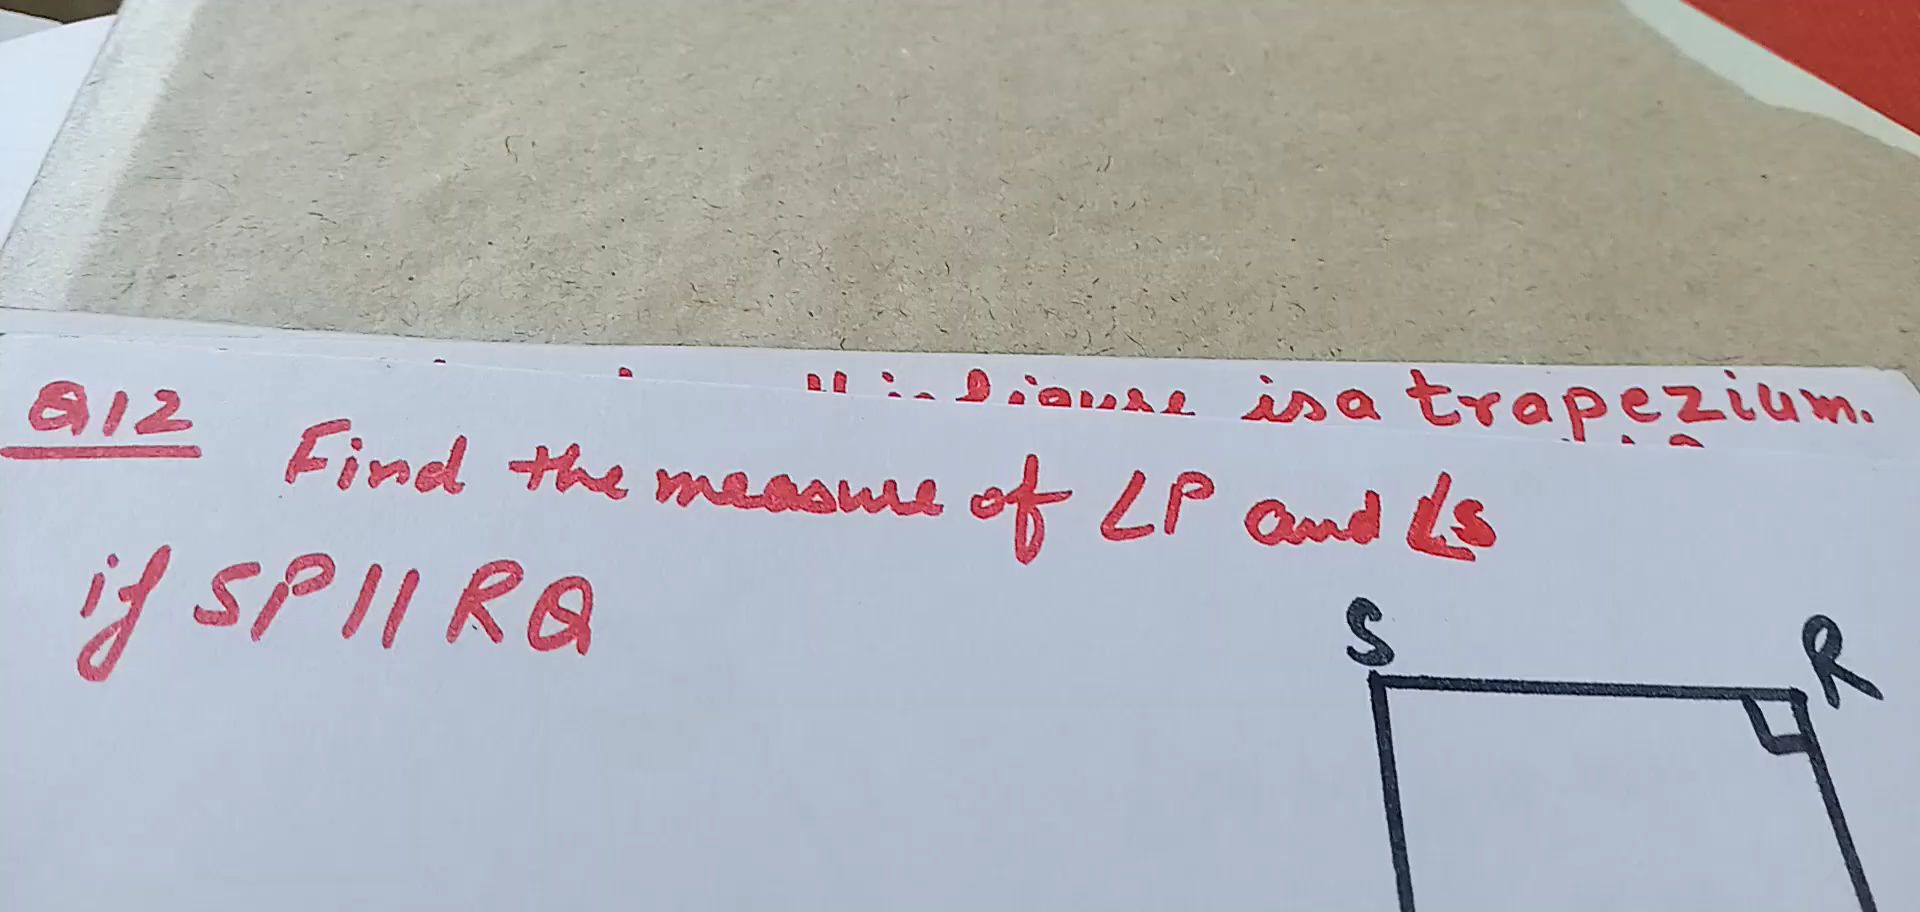 is a trapezium.
Q12 Find the measure of ∠P and ∠S
if SP || RQ
S
R